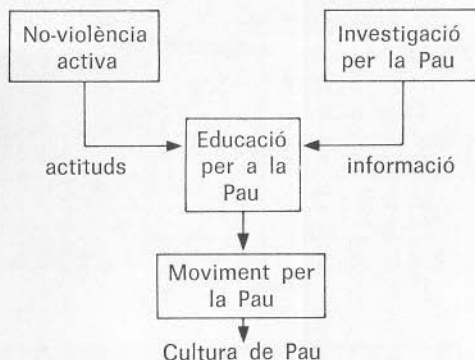 No-violència
activa
Investigació
per la Pau
actituds
Educació
per a la
Pau
informació
Moviment per
la Pau
Cultura de Pau